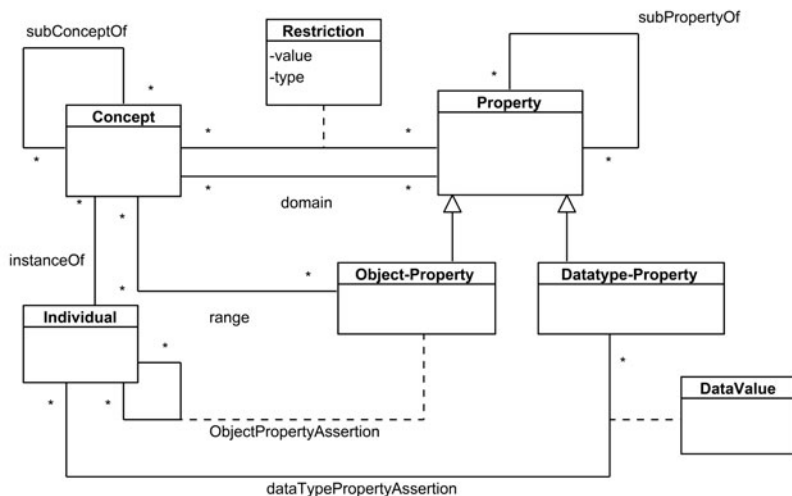 subConceptOf
Restriction
-value
-type
subPropertyOf
*
*
Concept
Property
*
*
*
*
*
*
domain
*
*
instanceOf
*
*
range
Object-Property
Datatype-Property
Individual
*
*
*
*
DataValue
ObjectPropertyAssertion
dataTypePropertyAssertion